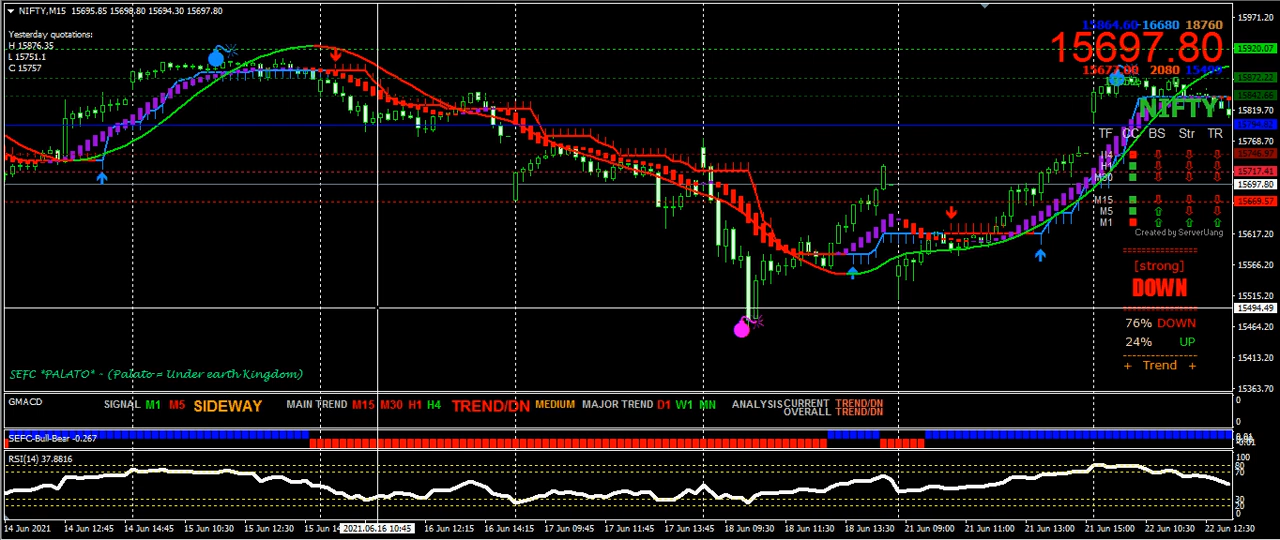 NIFTY,M15 15695.85 15698.80 15694.30 15697.80
Yesterday quotations:
H 15876.35
L 15751.1
C 15757
15864.60 16680 18760
15697.80
2080
NIFTY
TF CC BS Str TR
H4
H1
M30
M15
M5
M1
Created by ServerUang
[strong]
DOWN
76% DOWN
24% UP
+ Trend +
15971.20
15920.07
15872.22
15842.66
15819.70
15768.70
15717.41
15697.80
15669.57
15617.20
15566.20
15515.20
15494.49
15464.20
15413.20
15363.70
SEFC *PALATO* - (Palato = Under earth Kingdom)
GMACD SIGNAL M1 M5 SIDEWAY MAIN TREND M15 M30 H1 H4 TREND/DN MEDIUM MAJOR TREND D1 W1 MN ANALYSIS CURRENT TREND/DN
OVERALL TREND/DN
0
0
SEFC-Bull-Bear -0.267
RSI(14) 37.8816
100
80
70
30
20
0
14 Jun 2021 14 Jun 12:45 14 Jun 14:45 15 Jun 10:30 15 Jun 12:30 15 Jun 2021.06.16 10:45 16 Jun 12:15 16 Jun 14:15 17 Jun 09:45 17 Jun 11:45 17 Jun 13:45 18 Jun 09:30 18 Jun 11:30 18 Jun 13:30 21 Jun 09:00 21 Jun 11:00 21 Jun 13:00 21 Jun 15:00 22 Jun 10:30 22 Jun 12:30